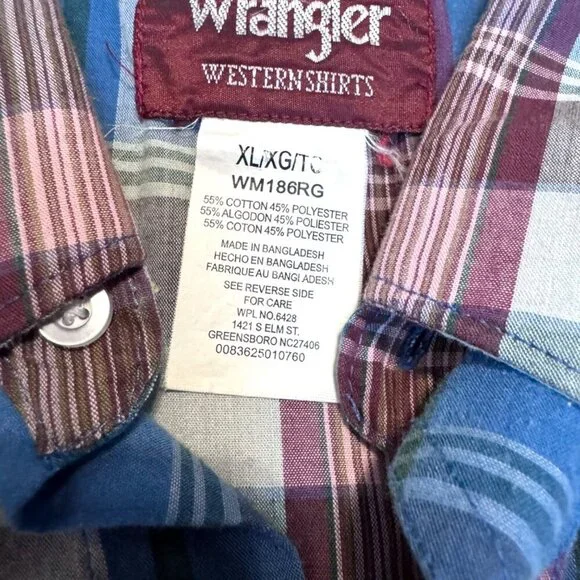 Wrangler
WESTERN SHIRTS
XL/XG/TG
WM186RG
55% COTTON 45% POLYESTER
55% ALGODON 45% POLIESTER
55% COTON 45% POLYESTER
MADE IN BANGLADESH
HECHO EN BANGLADESH
FABRIQUE AU BANGLADESH
SEE REVERSE SIDE
FOR CARE
WPL NO.6428
1421 S ELM ST.
GREENSBORO NC27406
0083625010760